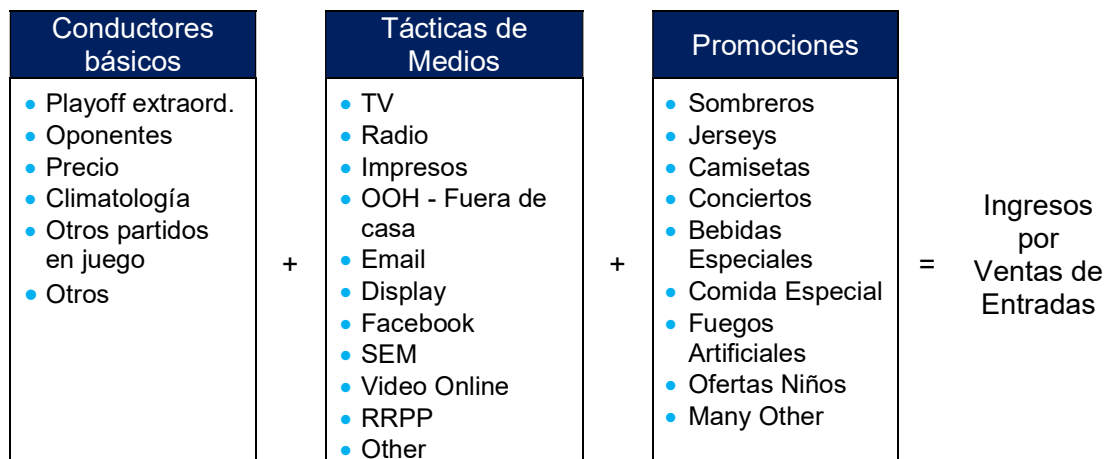 Conductores
básicos
• Playoff extraord.
• Oponentes
• Precio
• Climatología
• Otros partidos
en juego
• Otros
+
Tácticas de
Medios
• TV
• Radio
• Impresos
• OOH - Fuera de
casa
• Email
• Display
• Facebook
• SEM
• Video Online
• RRPP
• Other
+
Promociones
• Sombreros
• Jerseys
• Camisetas
• Conciertos
• Bebidas
Especiales
• Comida Especial
• Fuegos
Artificiales
• Ofertas Niños
• Many Other
=
Ingresos
por
Ventas de
Entradas